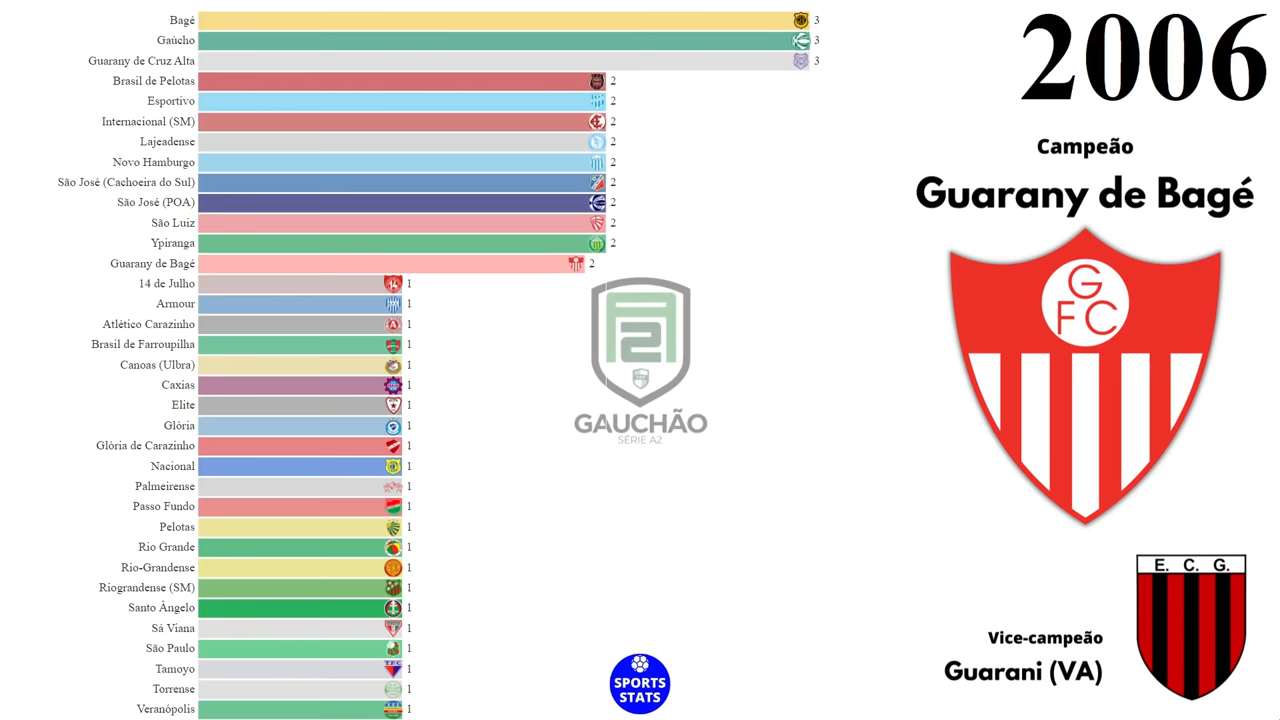 Bagé 3
Gaúcho 3
Guarany de Cruz Alta 3
Brasil de Pelotas 2
Esportivo 2
Internacional (SM) 2
Lajeadense 2
Novo Hamburgo 2
São José (Cachoeira do Sul) 2
São José (POA) 2
São Luiz 2
Ypiranga 2
Guarany de Bagé 2
14 de Julho 1
Armour 1
Atlético Carazinho 1
Brasil de Farroupilha 1
Canoas (Ulbra) 1
Caxias 1
Elite 1
Glória 1
Glória de Carazinho 1
Nacional 1
Palmeirense 1
Passo Fundo 1
Pelotas 1
Rio Grande 1
Rio-Grandense 1
Riograndense (SM) 1
Santo Ângelo 1
Sá Viana 1
São Paulo 1
Tamoyo 1
Torrense 1
Veranópolis 1
T.F.C
A2
GAUCHÃO
SÉRIE A2
SPORTS
STATS
2006
Campeão
Guarany de Bagé
G
F C
E. C. G.
Vice-campeão
Guarani (VA)